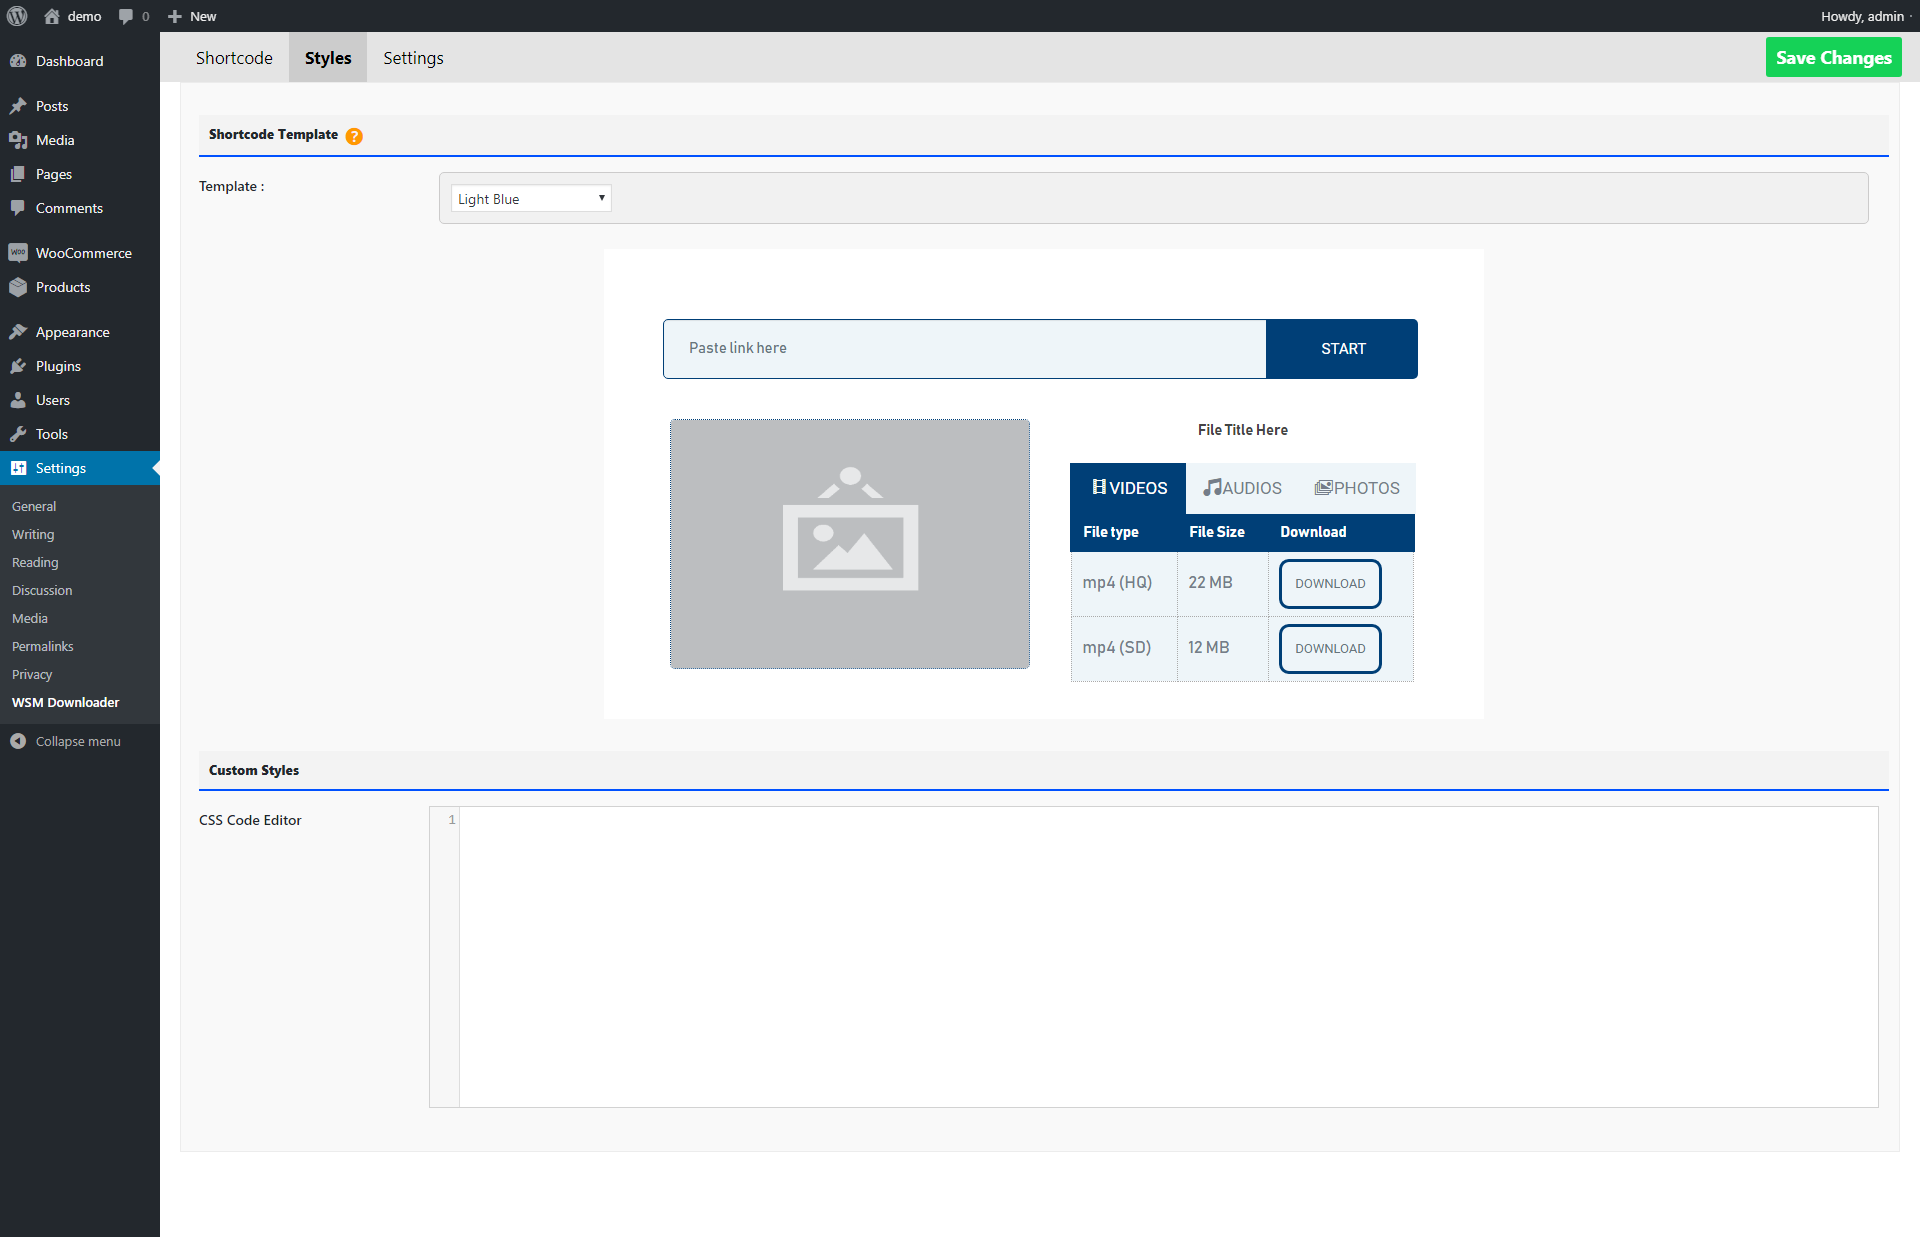 demo 0 New Howdy, admin
Shortcode Styles Settings Save Changes
Dashboard
Posts
Media
Pages
Comments
WOO WooCommerce
Products
Appearance
Plugins
Users
Tools
Settings
General
Writing
Reading
Discussion
Media
Permalinks
Privacy
WSM Downloader
Collapse menu
Shortcode Template ?
Template :
Light Blue
Paste link here START
File Title Here
VIDEOS AUDIOS PHOTOS
File type File Size Download
mp4 (HQ) 22 MB DOWNLOAD
mp4 (SD) 12 MB DOWNLOAD
Custom Styles
CSS Code Editor
1